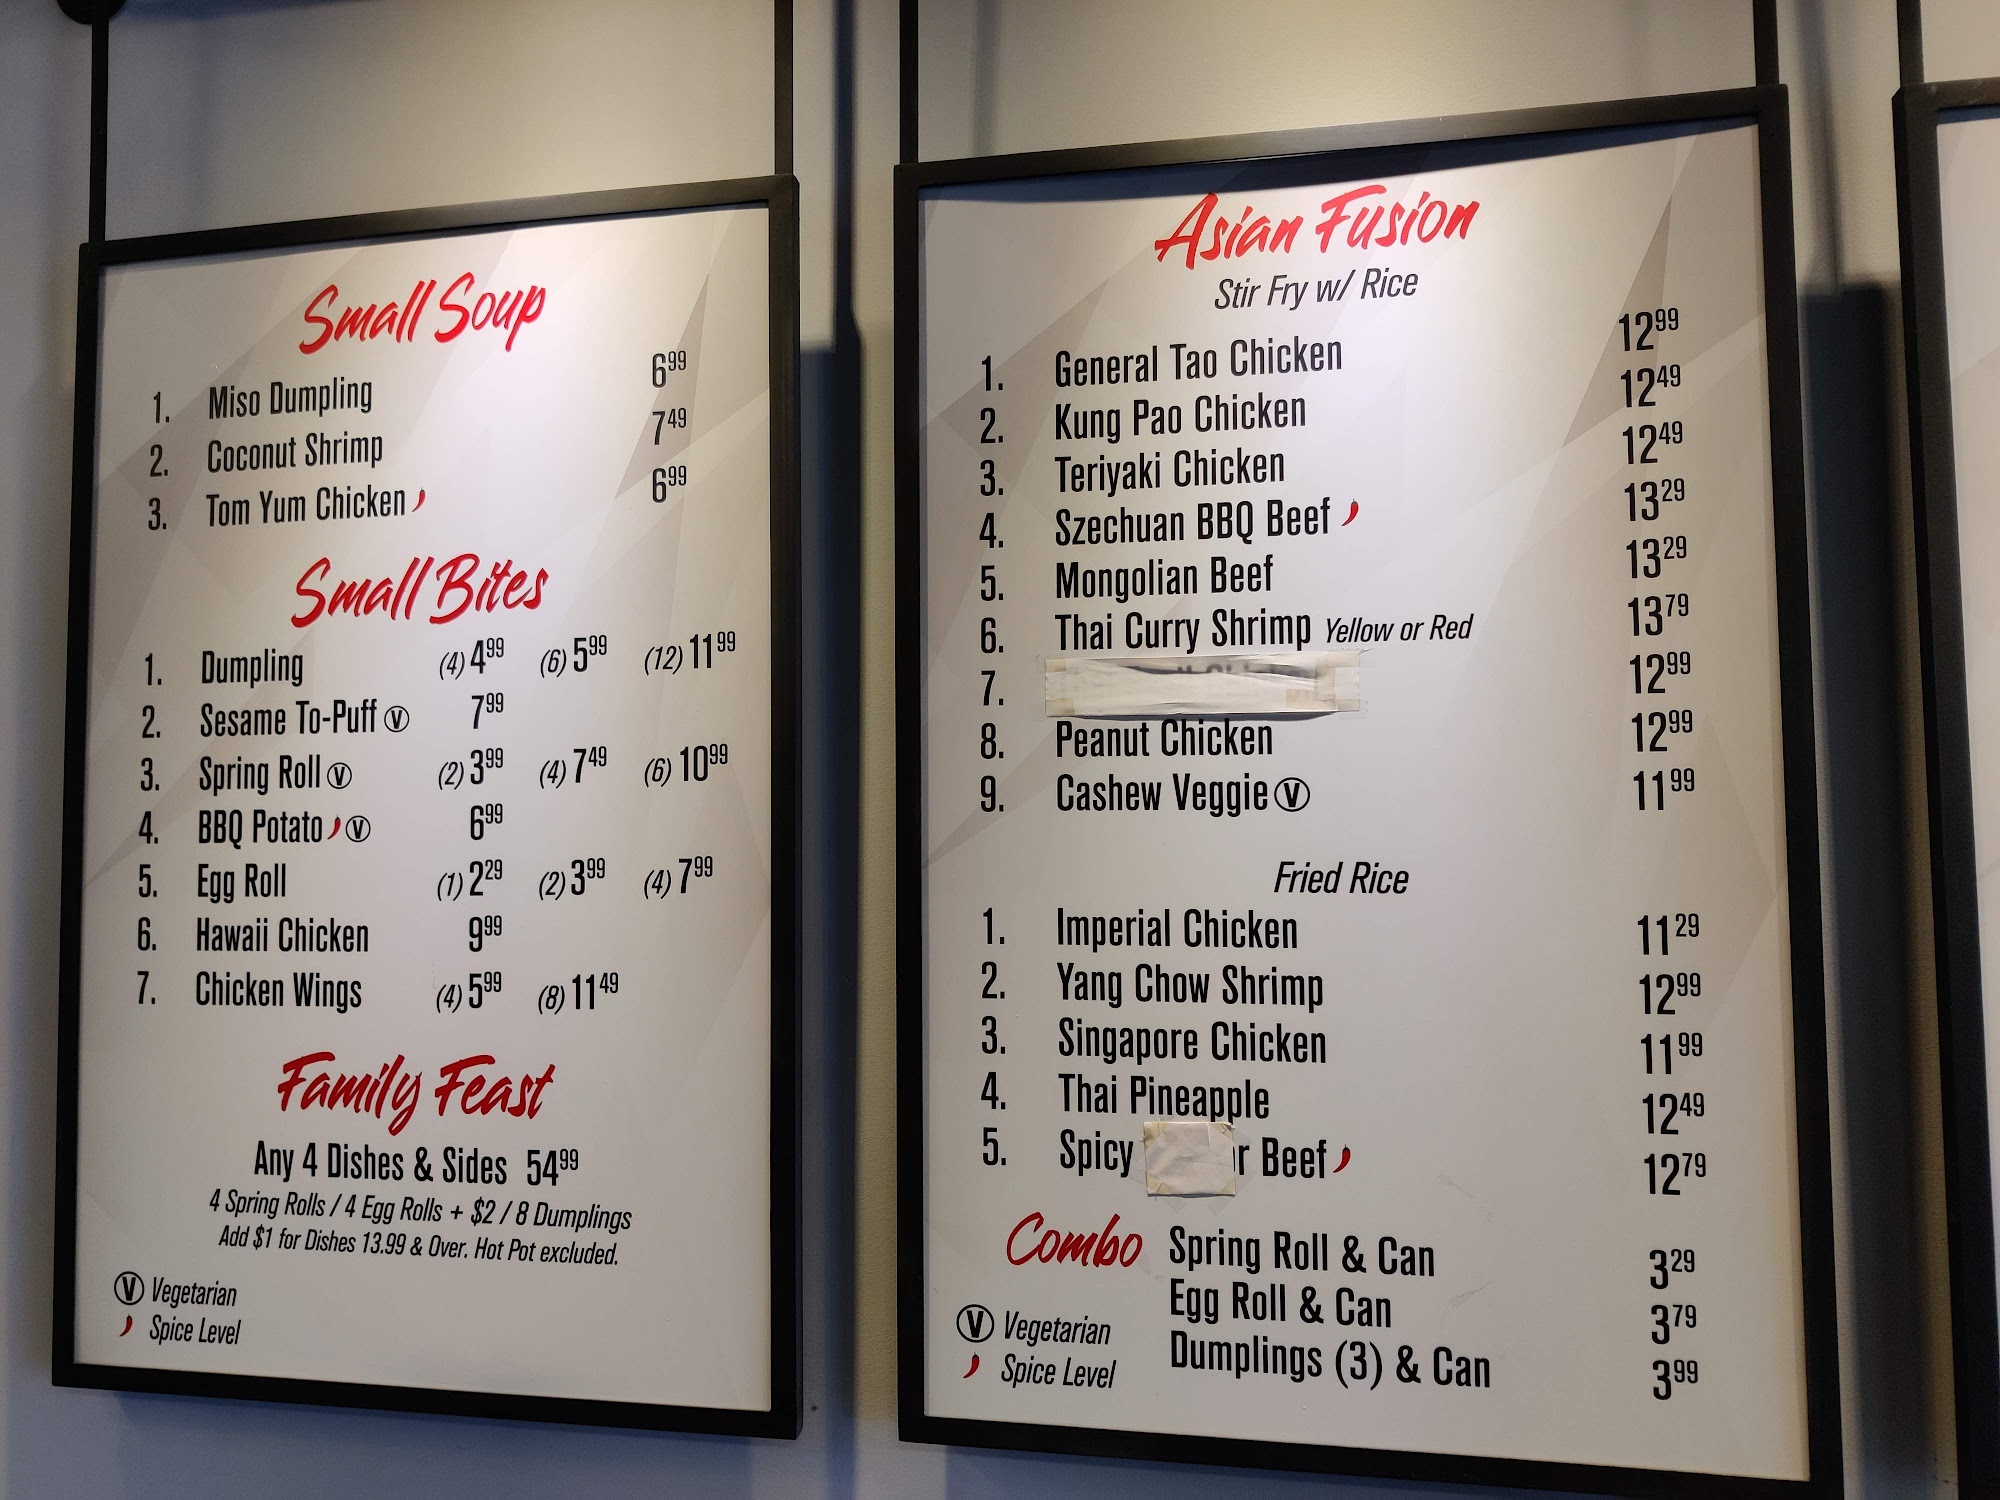 Small Soup
1. Miso Dumpling 6.99
2. Coconut Shrimp 7.49
3. Tom Yum Chicken 6.99
Small Bites
1. Dumpling (4) 4.99 (6) 5.99 (12) 11.99
2. Sesame To-Puff Ⓥ 7.99
3. Spring Roll Ⓥ (2) 3.99 (4) 7.49 (6) 10.99
4. BBQ Potato Ⓥ 6.99
5. Egg Roll (1) 2.29 (2) 3.99 (4) 7.99
6. Hawaii Chicken 9.99
7. Chicken Wings (4) 5.99 (8) 11.49
Family Feast
Any 4 Dishes & Sides 54.99
4 Spring Rolls / 4 Egg Rolls + $2 / 8 Dumplings
Add $1 for Dishes 13.99 & Over. Hot Pot excluded.
Ⓥ Vegetarian
Spice Level
Asian Fusion
Stir Fry w/ Rice
1. General Tao Chicken 12.99
2. Kung Pao Chicken 12.49
3. Teriyaki Chicken 12.49
4. Szechuan BBQ Beef 13.29
5. Mongolian Beef 13.29
6. Thai Curry Shrimp Yellow or Red 13.79
7. 12.99
8. Peanut Chicken 12.99
9. Cashew Veggie Ⓥ 11.99
Fried Rice
1. Imperial Chicken 11.29
2. Yang Chow Shrimp 12.99
3. Singapore Chicken 11.99
4. Thai Pineapple 12.49
5. Spicy Beef 12.79
Combo Spring Roll & Can 3.29
Egg Roll & Can 3.79
Dumplings (3) & Can 3.99
Ⓥ Vegetarian
Spice Level